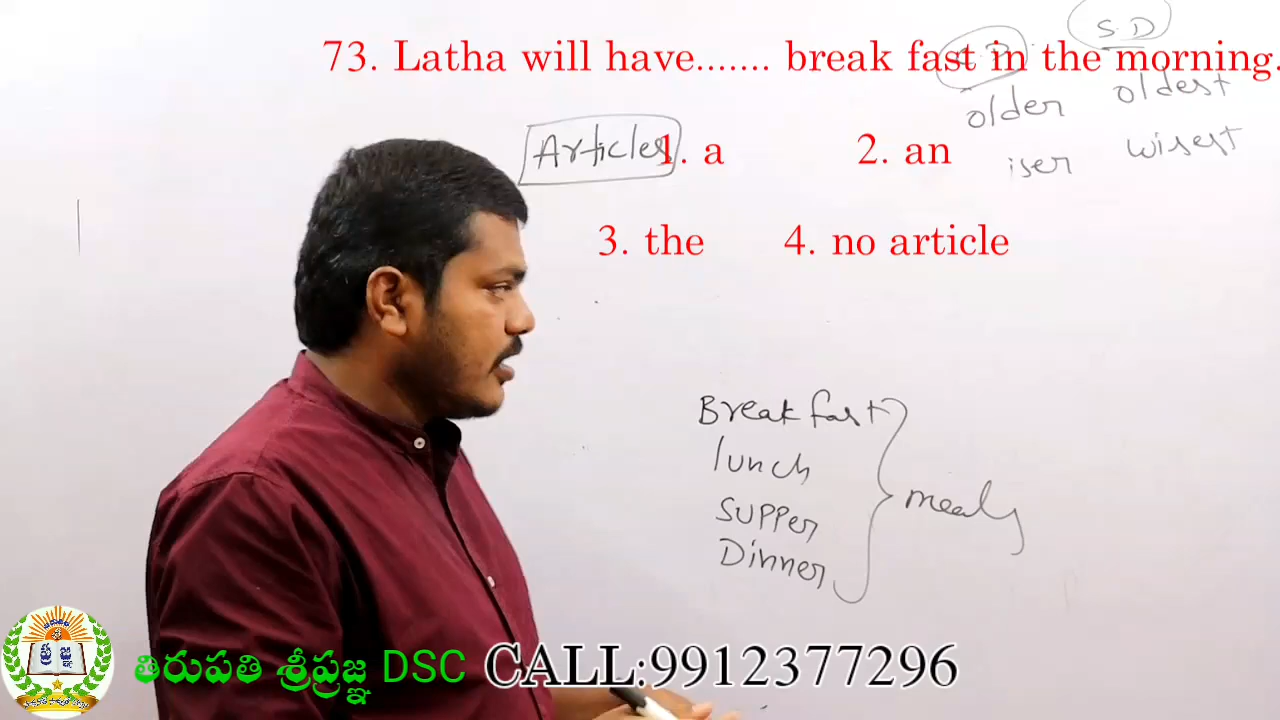 S.D
73. Latha will have....... break fast in the morning.
older oldest
Articles 1. a 2. an
iser wisest
3. the 4. no article
Breakfast
lunch
supper
Dinner
meals
తిరుపతి శ్రీప్రజ్ఞ DSC CALL:9912377296